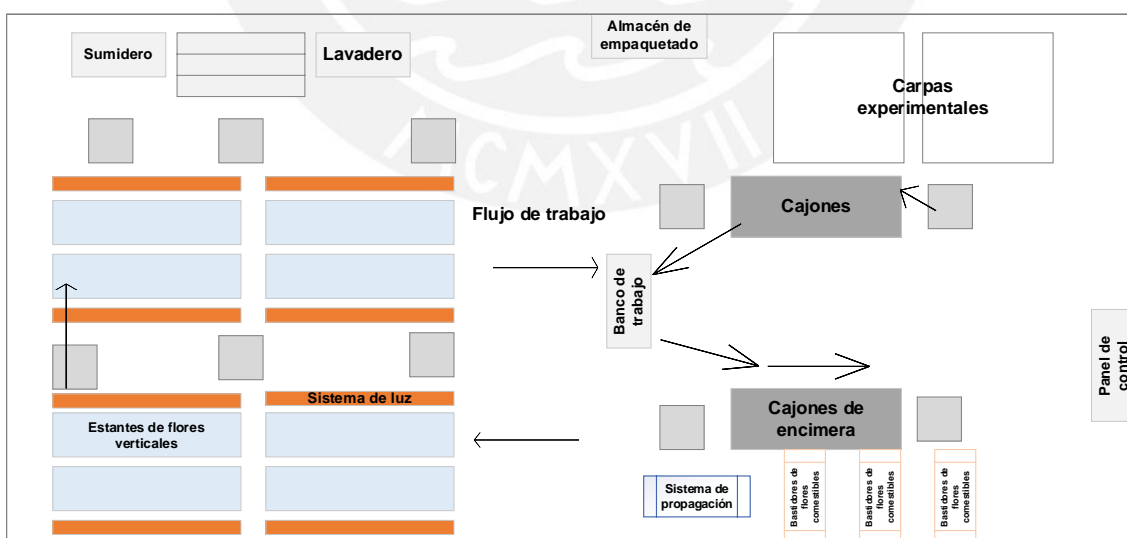 Almacén de
empaquetado
Sumidero
Lavadero
Carpas
experimentales
MCMXVII
Cajones
Flujo de trabajo
Banco de
trabajo
Panel de
control
Sistema de luz
Estantes de flores
verticales
Cajones de
encimera
Sistema de
propagación
Bastidores de
flores
comestibles
Bastidores de
flores
comestibles
Bastidores de
flores
comestibles